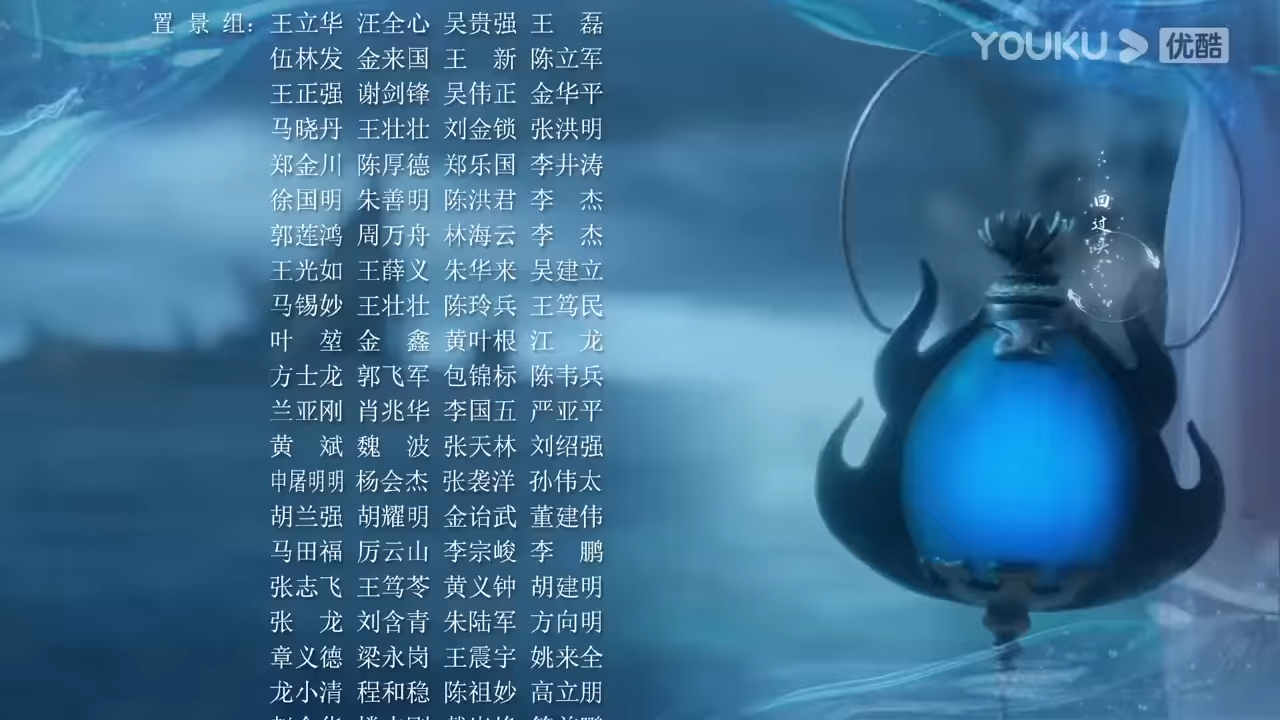 置景组：王立华 汪全心 吴贵强 王 磊
伍林发 金来国 王 新 陈立军
王正强 谢剑锋 吴伟正 金华平
马晓丹 王壮壮 刘金锁 张洪明
郑金川 陈厚德 郑乐国 李井涛
徐国明 朱善明 陈洪君 李 杰
郭莲鸿 周万舟 林海云 李 杰
王光如 王薛义 朱华来 吴建立
马锡妙 王壮壮 陈玲兵 王笃民
叶 堃 金 鑫 黄叶根 江 龙
方士龙 郭飞军 包锦标 陈韦兵
兰亚刚 肖兆华 李国五 严亚平
黄 斌 魏 波 张天林 刘绍强
申屠明明 杨会杰 张袭洋 孙伟太
胡兰强 胡耀明 金诒武 董建伟
马田福 厉云山 李宗峻 李 鹏
张志飞 王笃苓 黄义钟 胡建明
张 龙 刘含青 朱陆军 方向明
章义德 梁永岗 王震宇 姚来全
龙小清 程和稳 陈祖妙 高立朋
YOUKU 优酷
回过